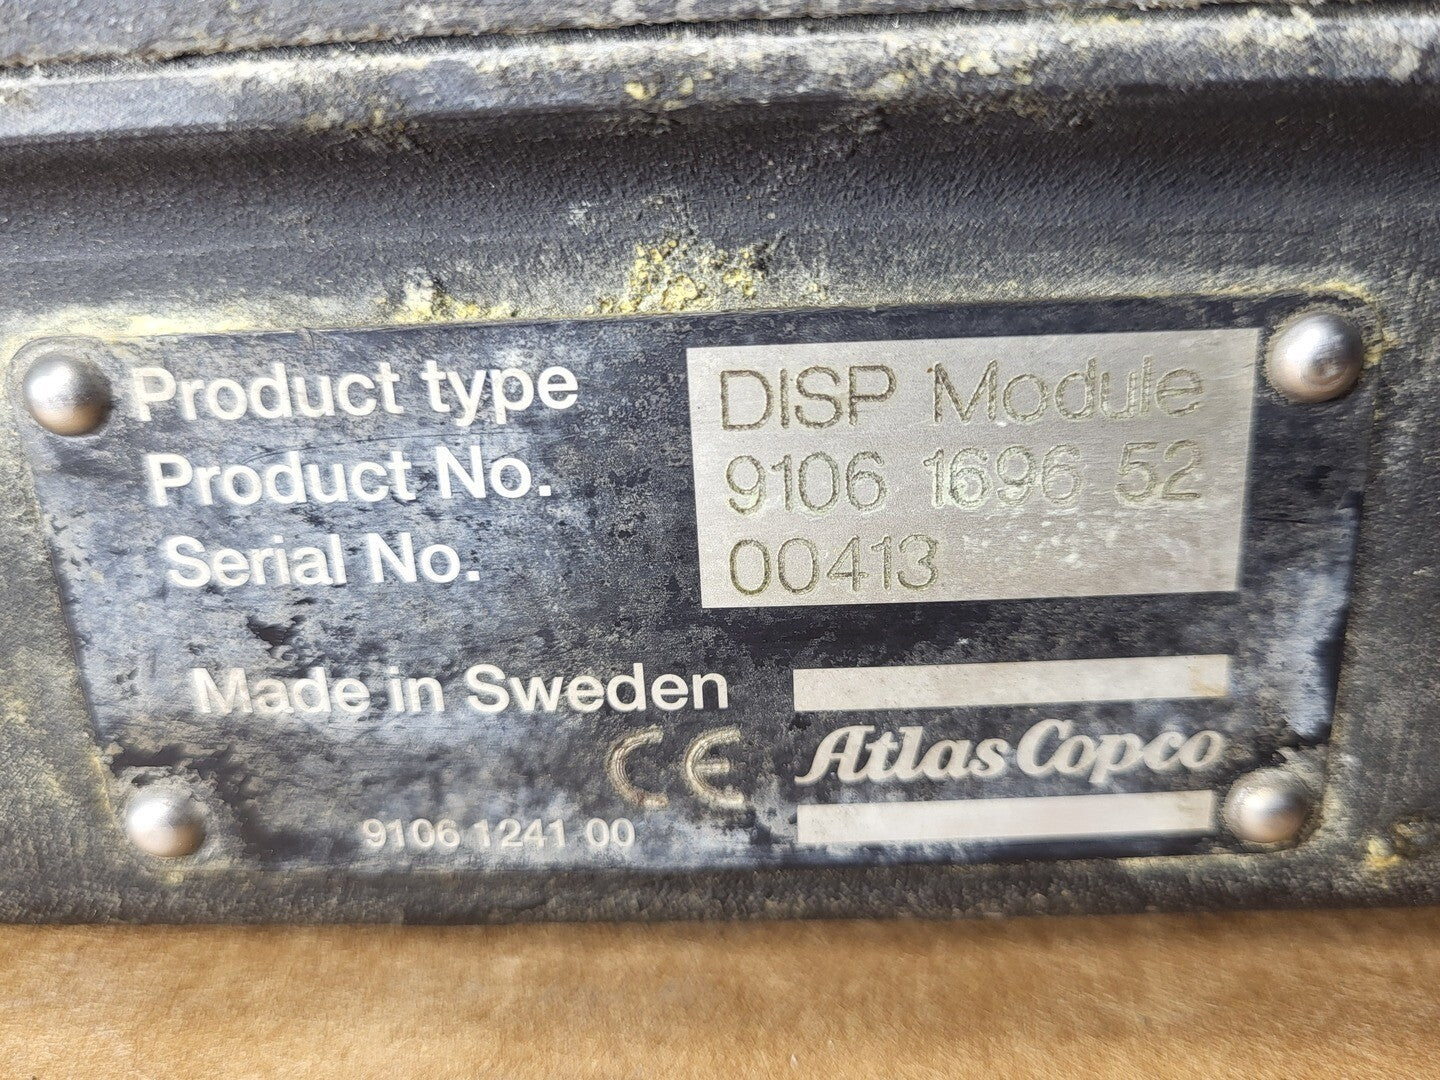 Product type DISP Module
Product No. 9106 1696 52
Serial No. 00413
Made in Sweden
CE Atlas Copco
9106 1241 00